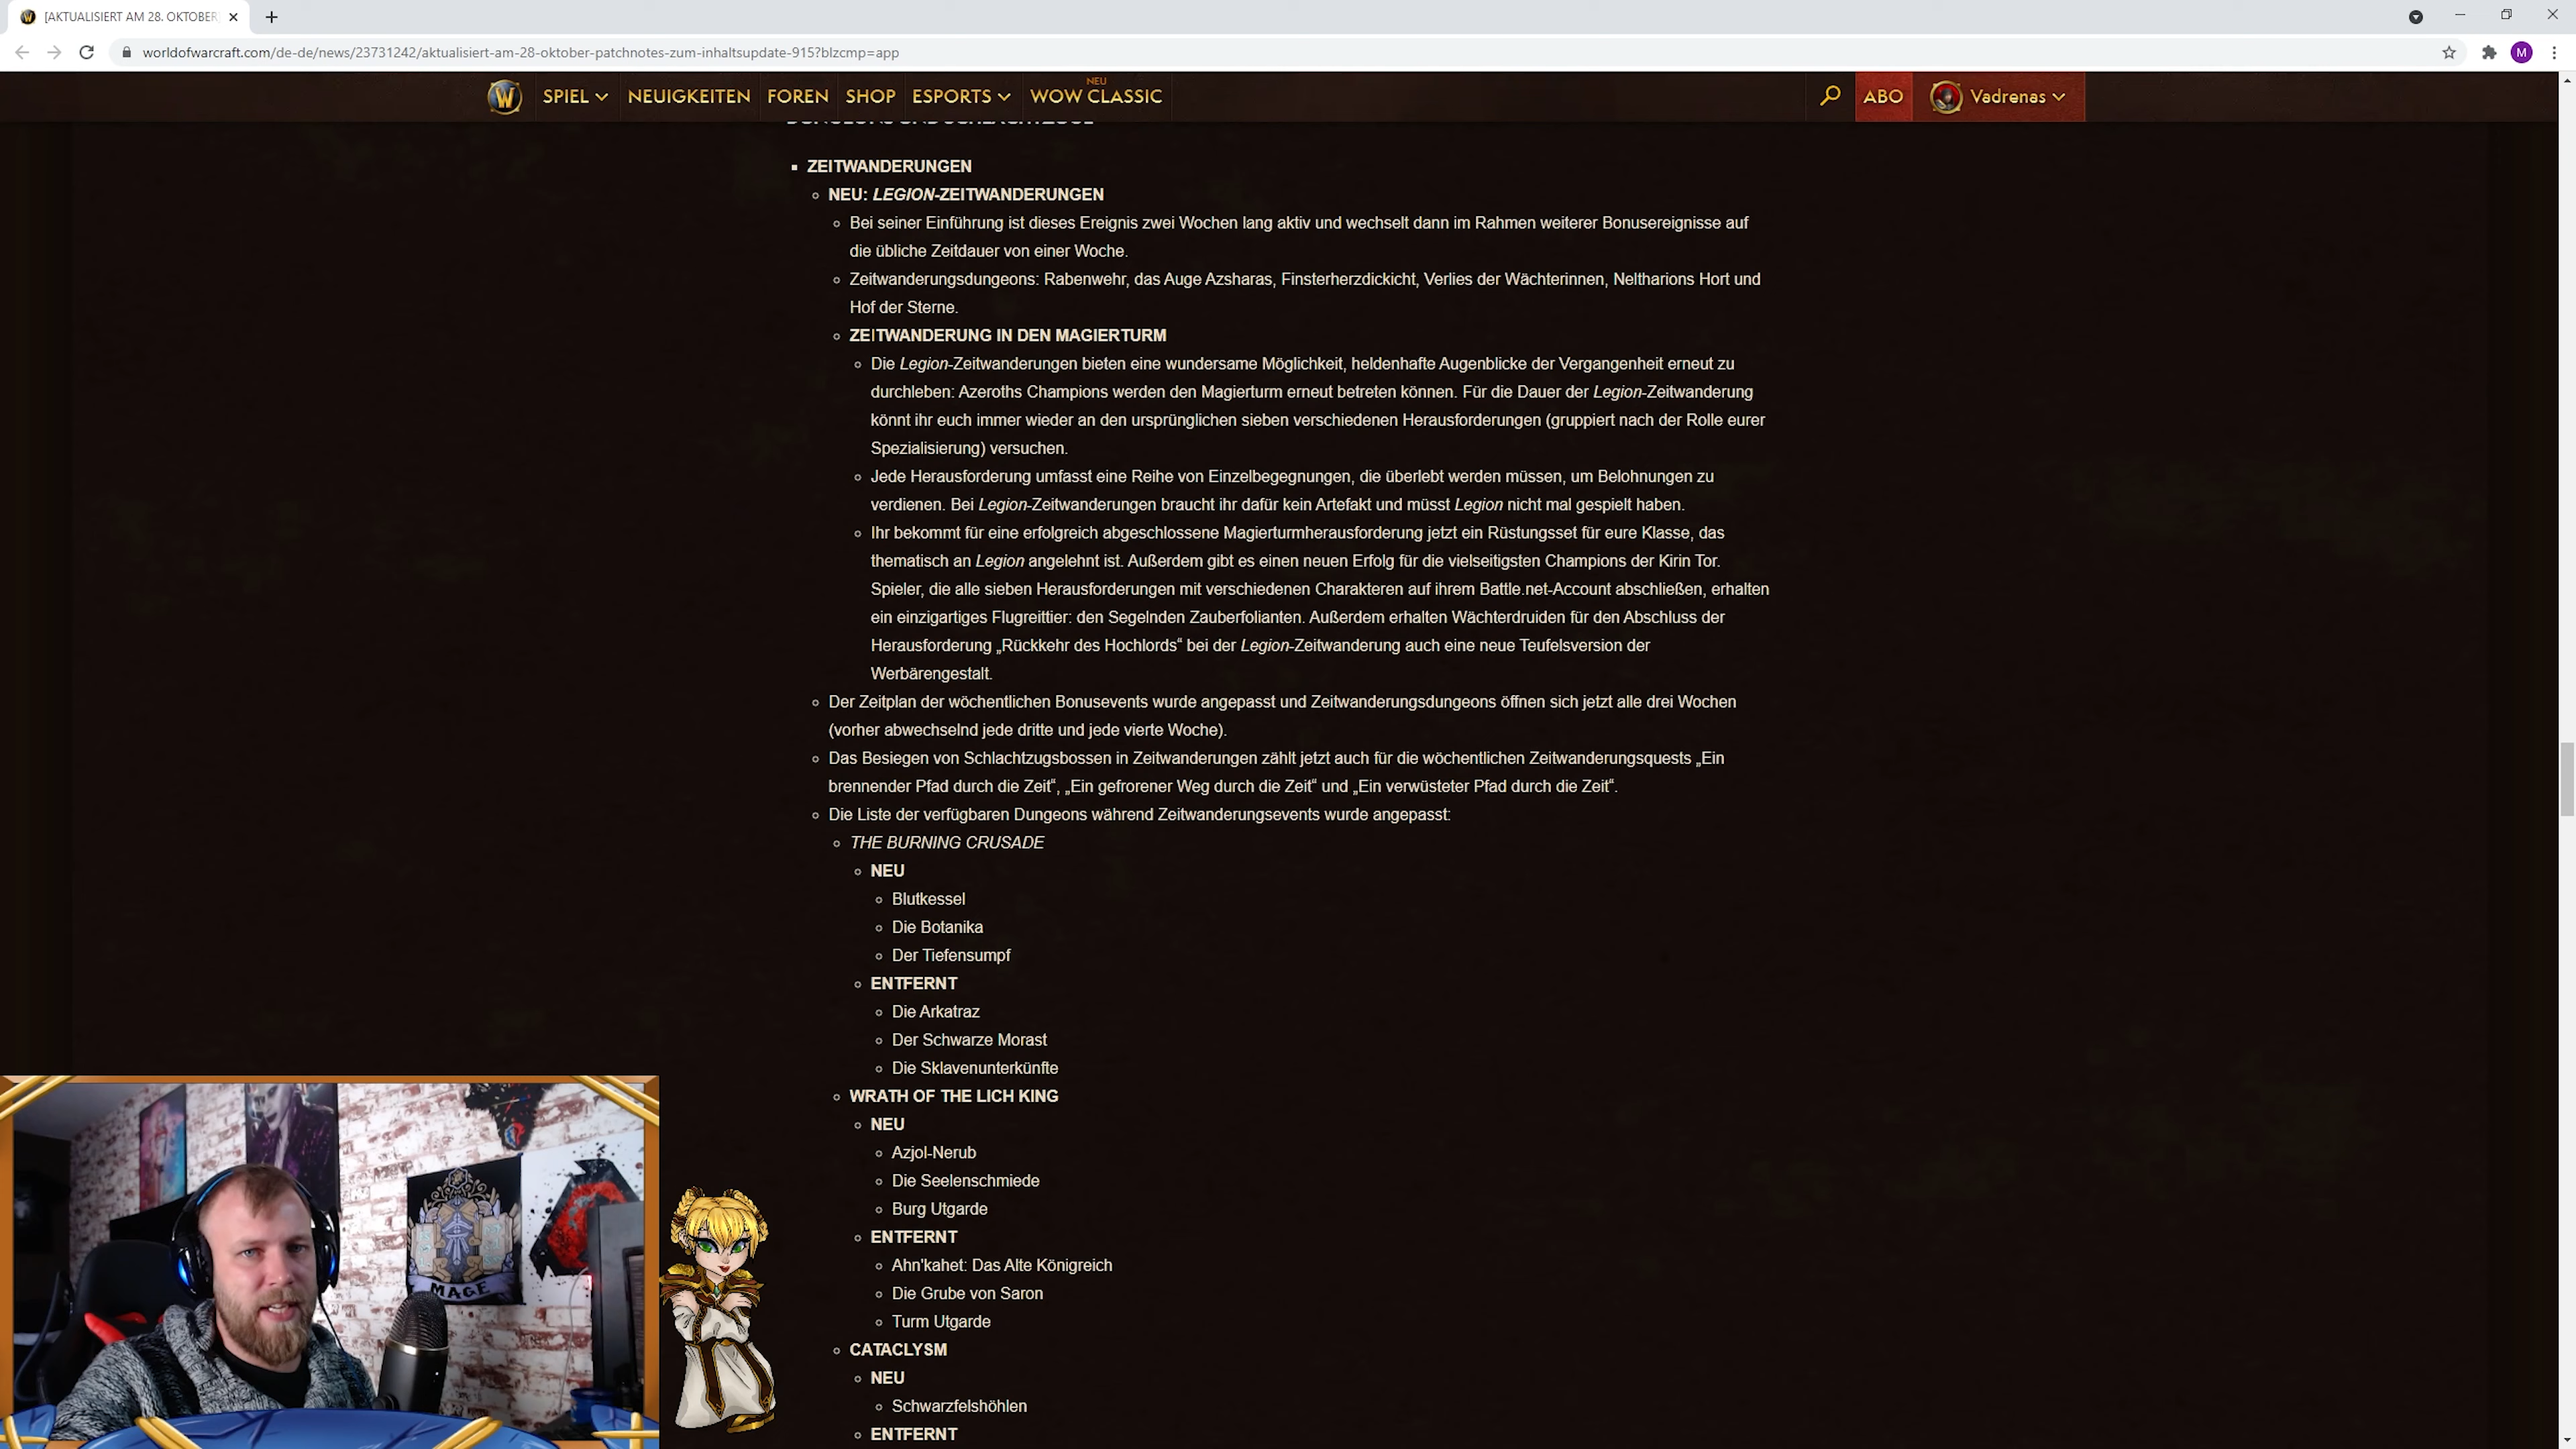 [AKTUALISIERT AM 28. OKTOBER]
worldofwarcraft.com/de-de/news/23731242/aktualisiert-am-28-oktober-patchnotes-zum-inhaltsupdate-915?blzcmp=app
M
W
SPIEL
NEUIGKEITEN
FOREN
SHOP
ESPORTS
NEU
WOW CLASSIC
ABO
Vadrenas
DUNGEONS UND SCHLACHTZÜGE
ZEITWANDERUNGEN
NEU: LEGION-ZEITWANDERUNGEN
Bei seiner Einführung ist dieses Ereignis zwei Wochen lang aktiv und wechselt dann im Rahmen weiterer Bonusereignisse auf
die übliche Zeitdauer von einer Woche.
Zeitwanderungsdungeons: Rabenwehr, das Auge Azsharas, Finsterherzdickicht, Verlies der Wächterinnen, Neltharions Hort und
Hof der Sterne.
ZEITWANDERUNG IN DEN MAGIERTURM
Die Legion-Zeitwanderungen bieten eine wundersame Möglichkeit, heldenhafte Augenblicke der Vergangenheit erneut zu
durchleben: Azeroths Champions werden den Magierturm erneut betreten können. Für die Dauer der Legion-Zeitwanderung
könnt ihr euch immer wieder an den ursprünglichen sieben verschiedenen Herausforderungen (gruppiert nach der Rolle eurer
Spezialisierung) versuchen.
Jede Herausforderung umfasst eine Reihe von Einzelbegegnungen, die überlebt werden müssen, um Belohnungen zu
verdienen. Bei Legion-Zeitwanderungen braucht ihr dafür kein Artefakt und müsst Legion nicht mal gespielt haben.
Ihr bekommt für eine erfolgreich abgeschlossene Magierturmherausforderung jetzt ein Rüstungsset für eure Klasse, das
thematisch an Legion angelehnt ist. Außerdem gibt es einen neuen Erfolg für die vielseitigsten Champions der Kirin Tor.
Spieler, die alle sieben Herausforderungen mit verschiedenen Charakteren auf ihrem Battle.net-Account abschließen, erhalten
ein einzigartiges Flugreittier: den Segelnden Zauberfolianten. Außerdem erhalten Wächterdruiden für den Abschluss der
Herausforderung „Rückkehr des Hochlords“ bei der Legion-Zeitwanderung auch eine neue Teufelsversion der
Werbärengestalt.
Der Zeitplan der wöchentlichen Bonusevents wurde angepasst und Zeitwanderungsdungeons öffnen sich jetzt alle drei Wochen
(vorher abwechselnd jede dritte und jede vierte Woche).
Das Besiegen von Schlachtzugsbossen in Zeitwanderungen zählt jetzt auch für die wöchentlichen Zeitwanderungsquests „Ein
brennender Pfad durch die Zeit“, „Ein gefrorener Weg durch die Zeit“ und „Ein verwüsteter Pfad durch die Zeit“.
Die Liste der verfügbaren Dungeons während Zeitwanderungsevents wurde angepasst:
THE BURNING CRUSADE
NEU
Blutkessel
Die Botanika
Der Tiefensumpf
ENTFERNT
Die Arkatraz
Der Schwarze Morast
Die Sklavenunterkünfte
WRATH OF THE LICH KING
NEU
Azjol-Nerub
Die Seelenschmiede
Burg Utgarde
ENTFERNT
Ahn'kahet: Das Alte Königreich
Die Grube von Saron
Turm Utgarde
CATACLYSM
NEU
Schwarzfelshöhlen
ENTFERNT
MAGE